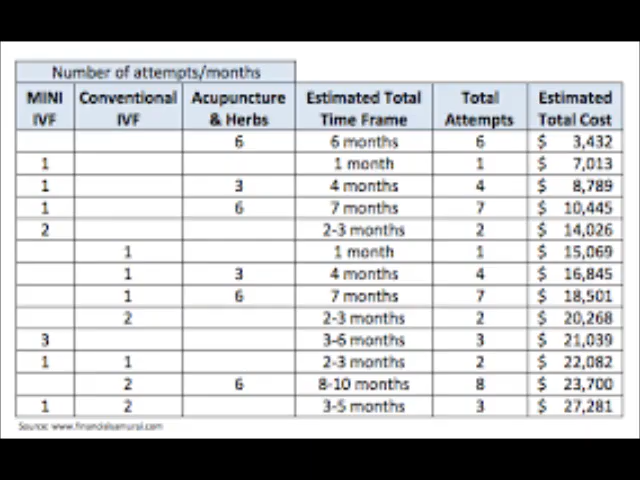 Number of attempts/months
MINI IVF Conventional IVF Acupuncture & Herbs Estimated Total Time Frame Total Attempts Estimated Total Cost
6 6 months 6 $ 3,432
1 1 month 1 $ 7,013
1 3 4 months 4 $ 8,789
1 6 7 months 7 $ 10,445
2 2-3 months 2 $ 14,026
1 1 month 1 $ 15,069
1 3 4 months 4 $ 16,845
1 6 7 months 7 $ 18,501
2 2-3 months 2 $ 20,268
3 3-6 months 3 $ 21,039
1 1 2-3 months 2 $ 22,082
2 6 8-10 months 8 $ 23,700
1 2 3-5 months 3 $ 27,281
Source: www.financialsamurai.com